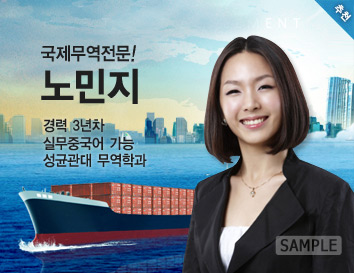 추천
ENT
국제무역전문!
노민지
경력 3년차
실무중국어 가능
성균관대 무역학과
SAMPLE